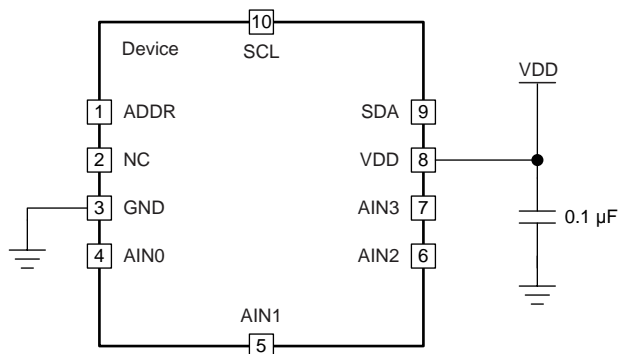 10
Device
SCL
VDD
1 ADDR
SDA 9
2 NC
VDD 8
3 GND
AIN3 7
0.1 µF
4 AIN0
AIN2 6
AIN1
5